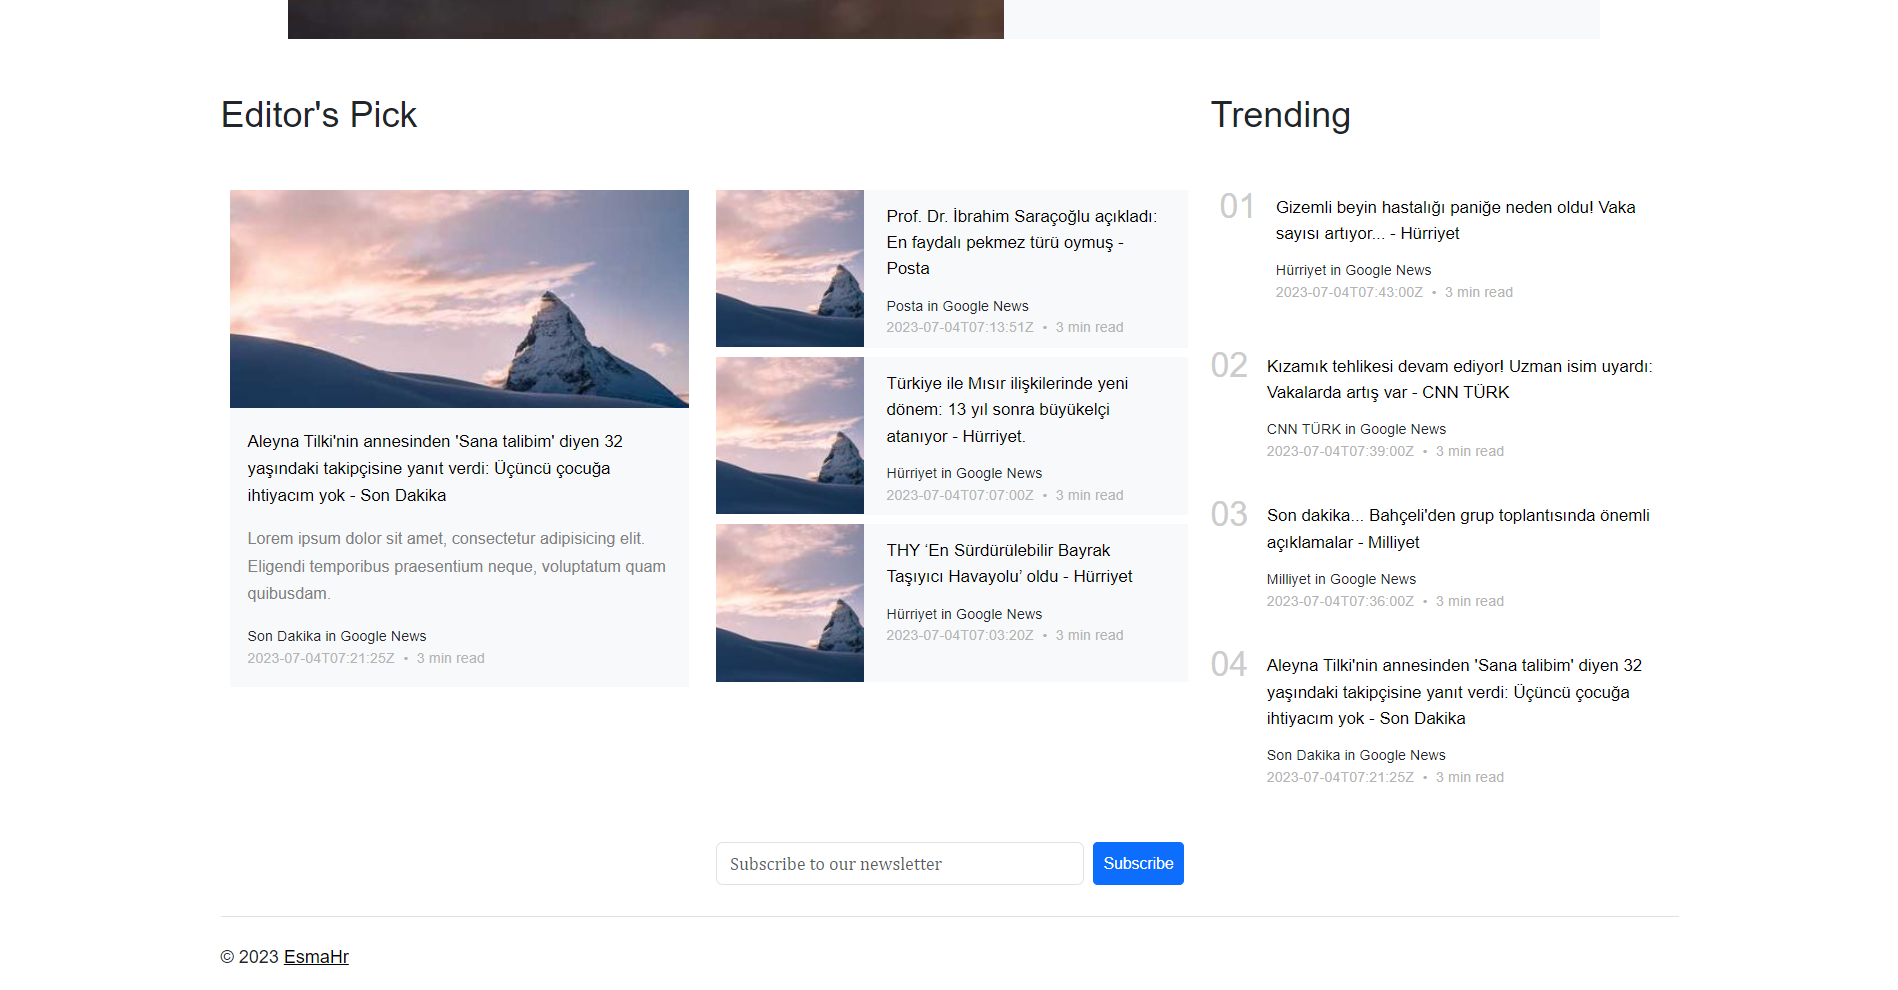 Editor's Pick
Aleyna Tilki'nin annesinden 'Sana talibim' diyen 32
yaşındaki takipçisine yanıt verdi: Üçüncü çocuğa
ihtiyacım yok - Son Dakika
Lorem ipsum dolor sit amet, consectetur adipisicing elit.
Eligendi temporibus praesentium neque, voluptatum quam
quibusdam.
Son Dakika in Google News
2023-07-04T07:21:25Z • 3 min read
Prof. Dr. İbrahim Saraçoğlu açıkladı:
En faydalı pekmez türü oymuş -
Posta
Posta in Google News
2023-07-04T07:13:51Z • 3 min read
Türkiye ile Mısır ilişkilerinde yeni
dönem: 13 yıl sonra büyükelçi
atanıyor - Hürriyet.
Hürriyet in Google News
2023-07-04T07:07:00Z • 3 min read
THY ‘En Sürdürülebilir Bayrak
Taşıyıcı Havayolu’ oldu - Hürriyet
Hürriyet in Google News
2023-07-04T07:03:20Z • 3 min read
Trending
01
Gizemli beyin hastalığı paniğe neden oldu! Vaka
sayısı artıyor... - Hürriyet
Hürriyet in Google News
2023-07-04T07:43:00Z • 3 min read
02
Kızamık tehlikesi devam ediyor! Uzman isim uyardı:
Vakalarda artış var - CNN TÜRK
CNN TÜRK in Google News
2023-07-04T07:39:00Z • 3 min read
03
Son dakika... Bahçeli'den grup toplantısında önemli
açıklamalar - Milliyet
Milliyet in Google News
2023-07-04T07:36:00Z • 3 min read
04
Aleyna Tilki'nin annesinden 'Sana talibim' diyen 32
yaşındaki takipçisine yanıt verdi: Üçüncü çocuğa
ihtiyacım yok - Son Dakika
Son Dakika in Google News
2023-07-04T07:21:25Z • 3 min read
Subscribe to our newsletter
Subscribe
© 2023 EsmaHr